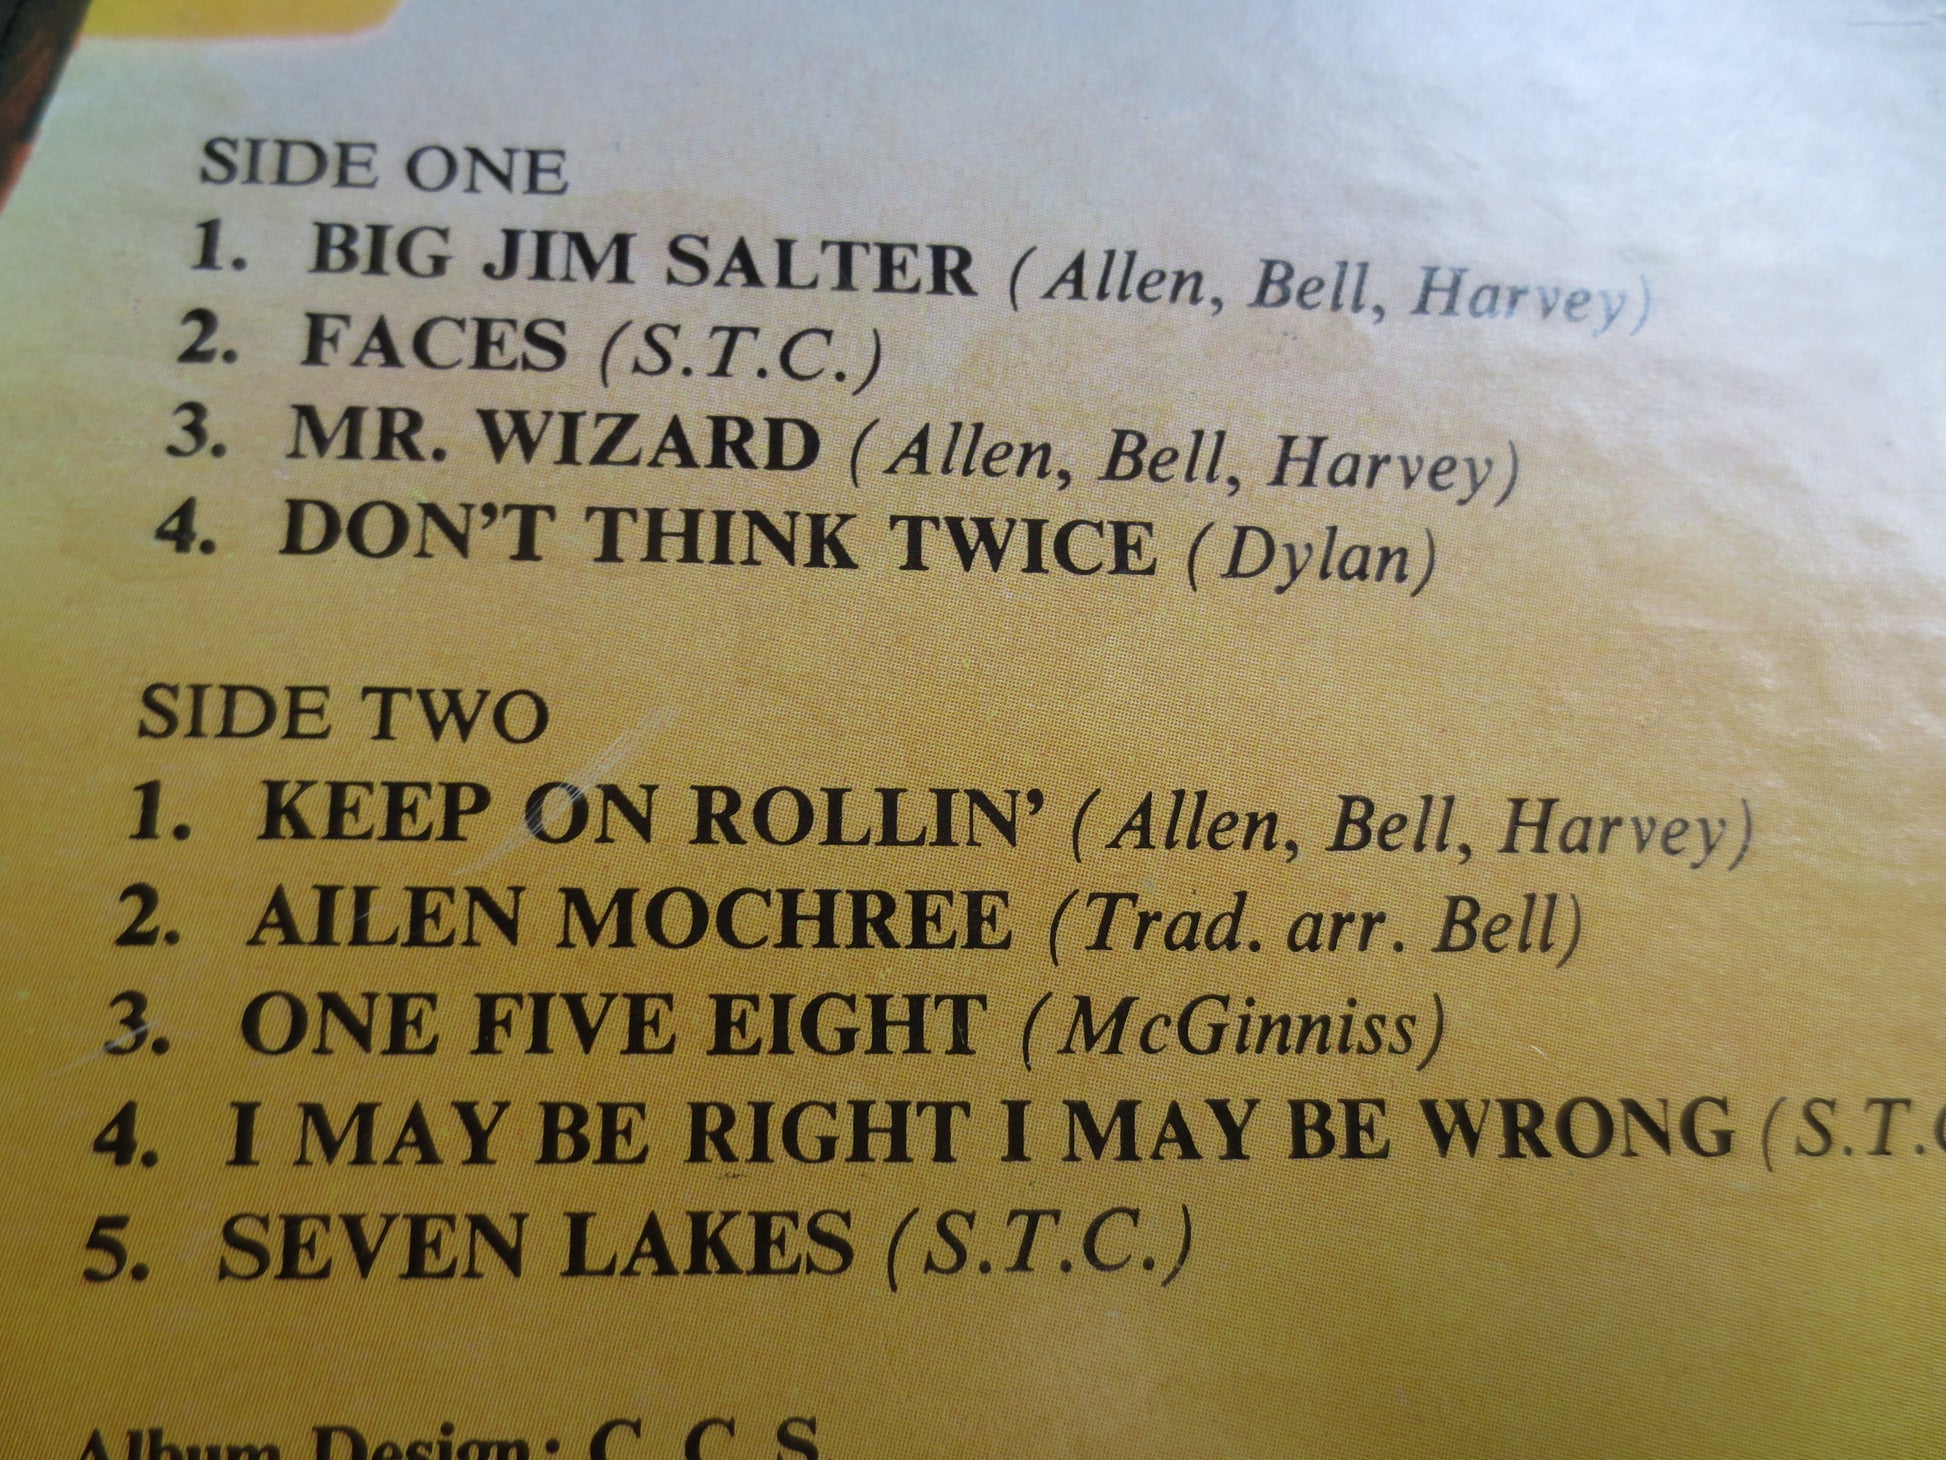 SIDE ONE
1. BIG JIM SALTER (Allen, Bell, Harvey)
2. FACES (S.T.C.)
3. MR. WIZARD (Allen, Bell, Harvey)
4. DON'T THINK TWICE (Dylan)
SIDE TWO
1. KEEP ON ROLLIN' (Allen, Bell, Harvey)
2. AILEN MOCHREE (Trad. arr. Bell)
3. ONE FIVE EIGHT (McGinniss)
4. I MAY BE RIGHT I MAY BE WRONG (S.T.C
5. SEVEN LAKES (S.T.C.)
Album Design: C. C. S.